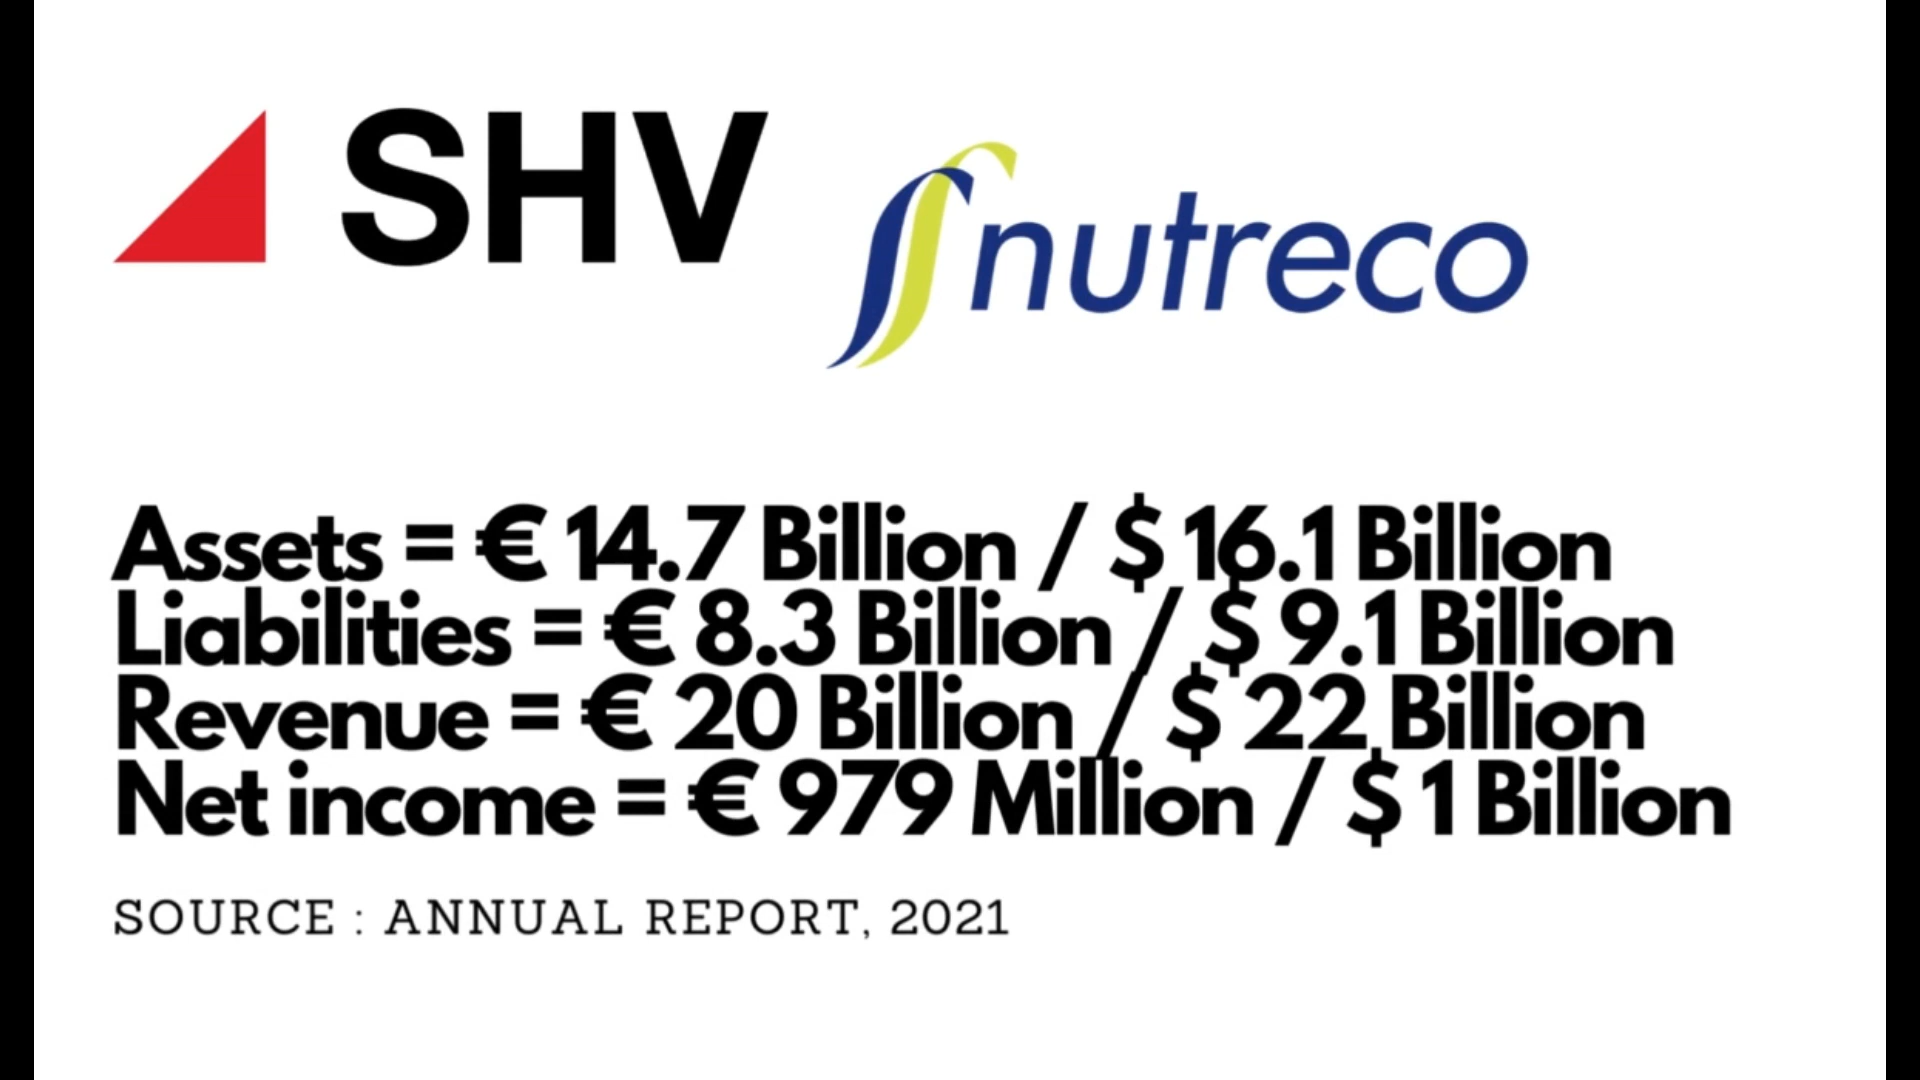 SHV
nutreco
Assets = € 14.7 Billion / $ 16.1 Billion
Liabilities = € 8.3 Billion / $ 9.1 Billion
Revenue = € 20 Billion / $ 22 Billion
Net income = € 979 Million / $ 1 Billion
SOURCE : ANNUAL REPORT, 2021